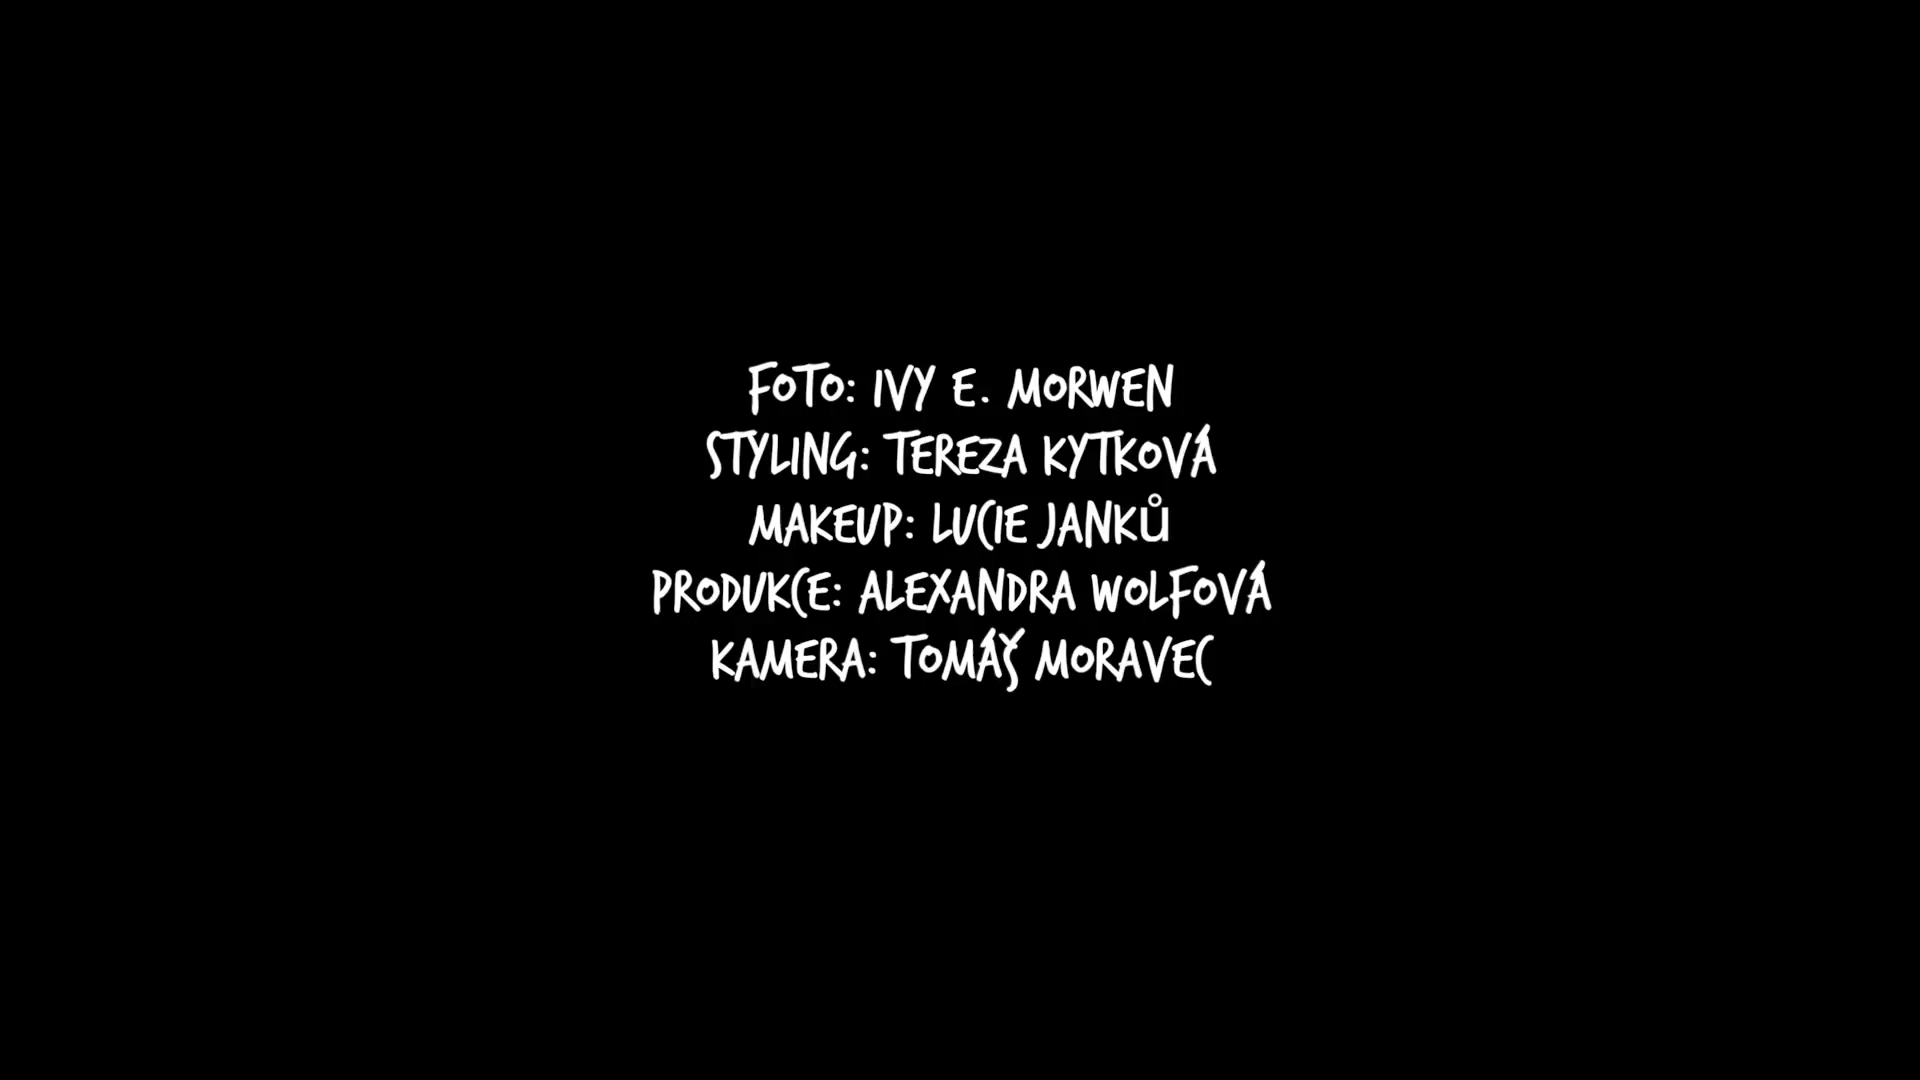 FOTO: IVY E. MORWEN
STYLING: TEREZA KYTKOVÁ
MAKEUP: LUCIE JANKů
PRODUKCE: ALEXANDRA WOLFOVÁ
KAMERA: TOMÁŠ MORAVEC